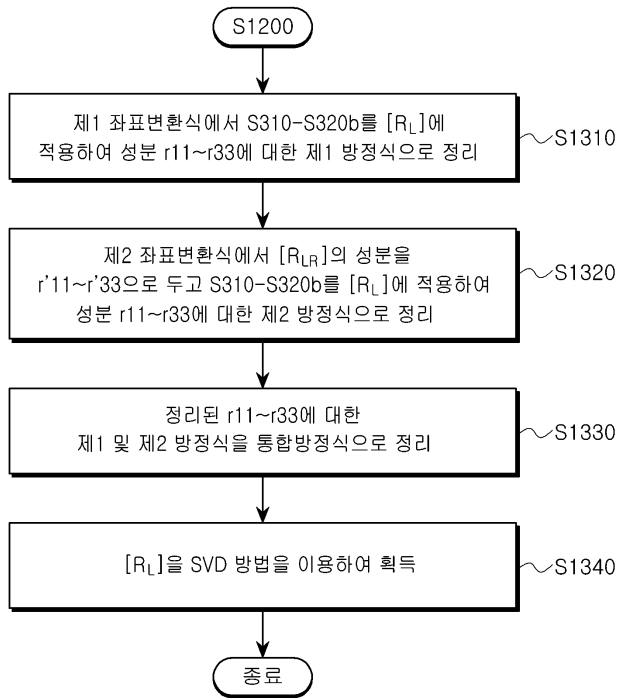 S1200
제1 좌표변환식에서 S310-S320b를 [R_L]에
적용하여 성분 r11~r33에 대한 제1 방정식으로 정리
S1310
제2 좌표변환식에서 [R_LR]의 성분을
r'11~r'33으로 두고 S310-S320b를 [R_L]에 적용하여
성분 r11~r33에 대한 제2 방정식으로 정리
S1320
정리된 r11~r33에 대한
제1 및 제2 방정식을 통합방정식으로 정리
S1330
[R_L]을 SVD 방법을 이용하여 획득
S1340
종료